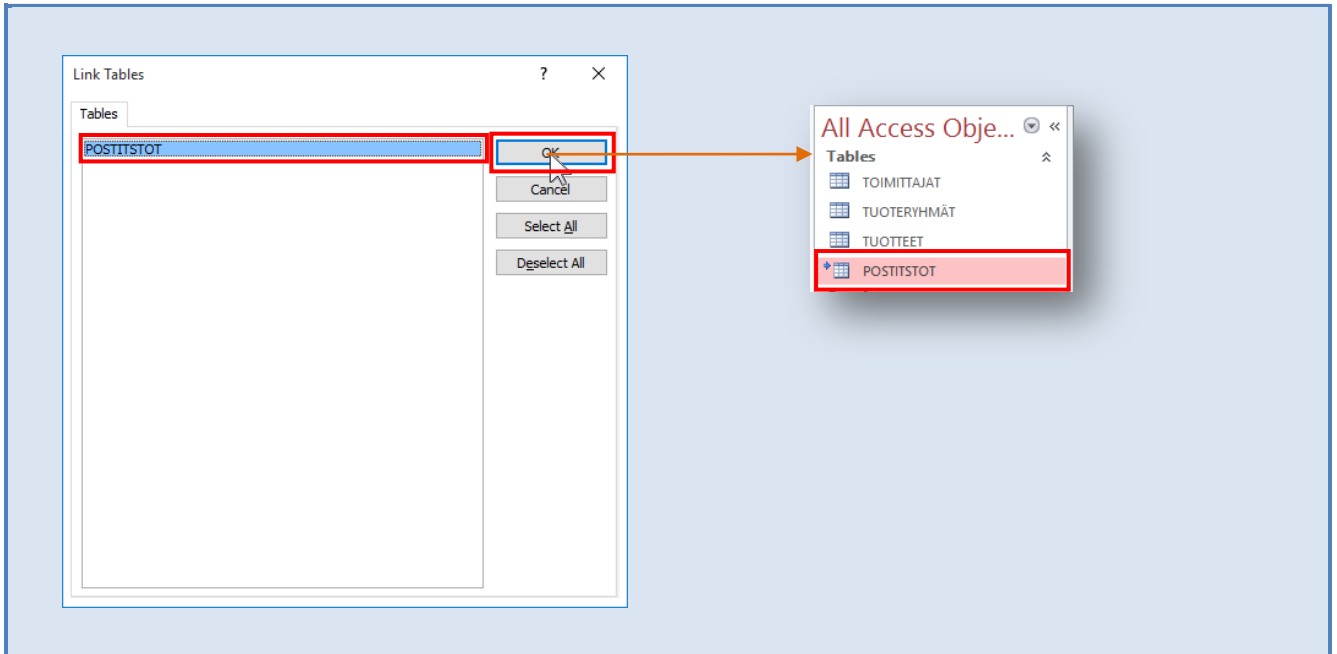 Link Tables ?
Tables
POSTITSTOT
OK
Cancel
Select All
Deselect All
All Access Obje... «
Tables
TOIMITTAJAT
TUOTERYHMÄT
TUOTTEET
POSTITSTOT